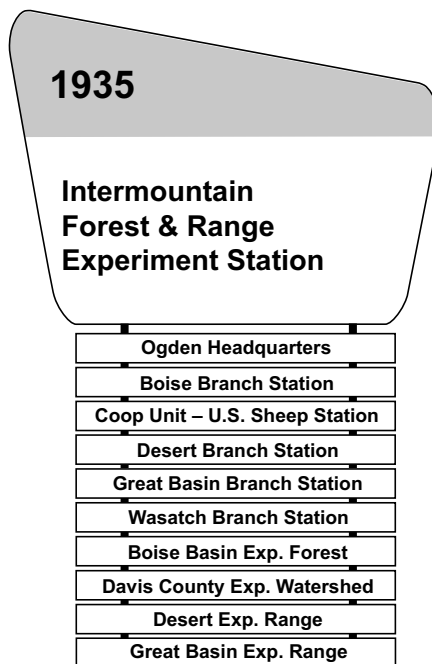 1935
Intermountain
Forest & Range
Experiment Station
Ogden Headquarters
Boise Branch Station
Coop Unit – U.S. Sheep Station
Desert Branch Station
Great Basin Branch Station
Wasatch Branch Station
Boise Basin Exp. Forest
Davis County Exp. Watershed
Desert Exp. Range
Great Basin Exp. Range